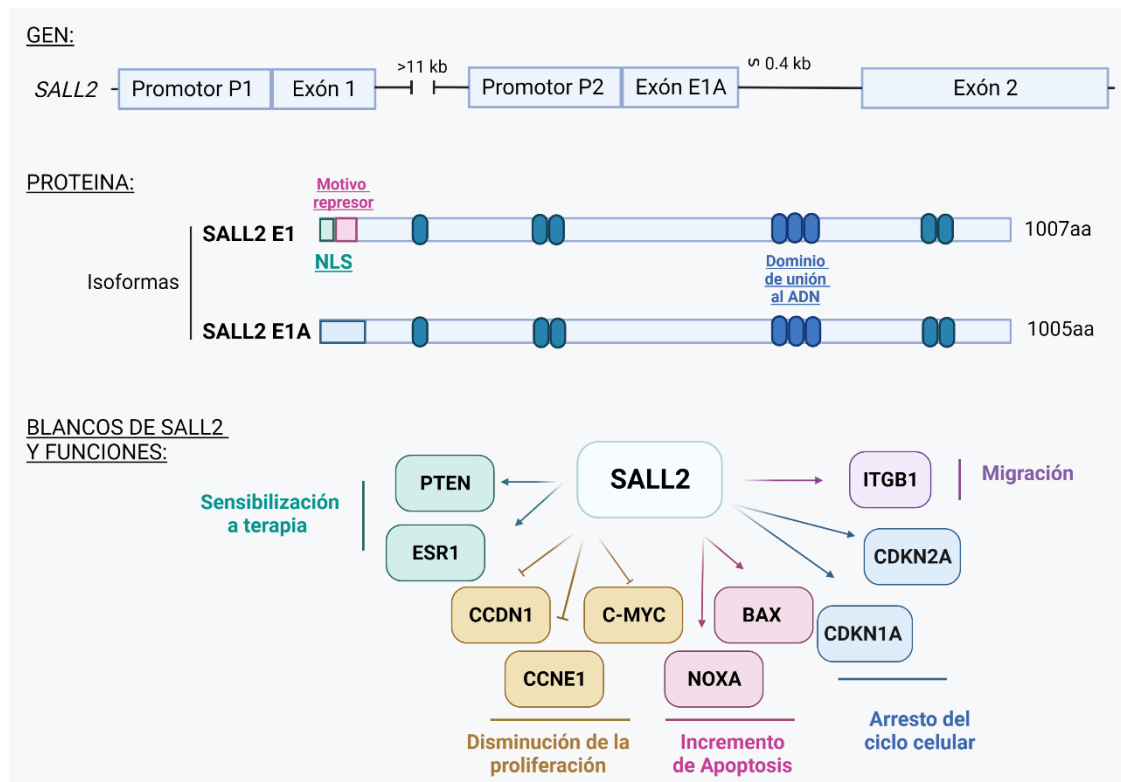 GEN:
SALL2
Promotor P1
Exón 1
>11 kb
Promotor P2
Exón E1A
∽ 0.4 kb
Exón 2
PROTEINA:
Isoformas
Motivo
represor
SALL2 E1
1007aa
NLS
Dominio
de unión
al ADN
SALL2 E1A
1005aa
BLANCOS DE SALL2
Y FUNCIONES:
SALL2
Sensibilización
a terapia
PTEN
ESR1
CCDN1
C-MYC
CCNE1
Disminución de la
proliferación
BAX
NOXA
Incremento
de Apoptosis
ITGB1
Migración
CDKN2A
CDKN1A
Arresto del
ciclo celular